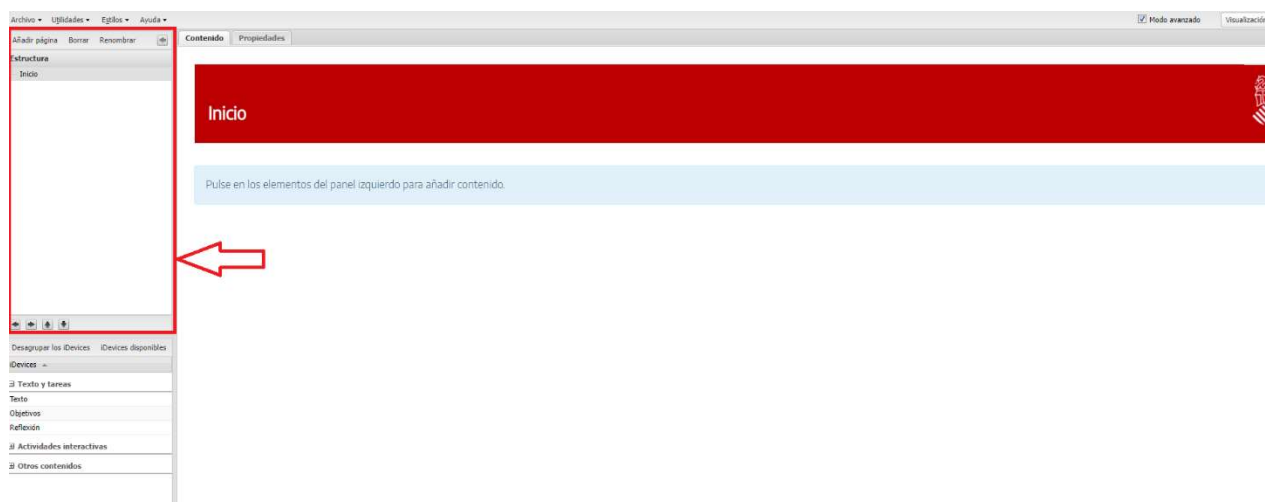 Archivo Utilidades Estilos Ayuda Modo avanzado Visualización
Añadir página Borrar Renombrar
Contenido Propiedades
Estructura
Inicio
Inicio
Pulse en los elementos del panel izquierdo para añadir contenido.
Desagrupar los iDevices iDevices disponibles
iDevices
Texto y tareas
Texto
Objetivos
Reflexión
Actividades interactivas
Otros contenidos